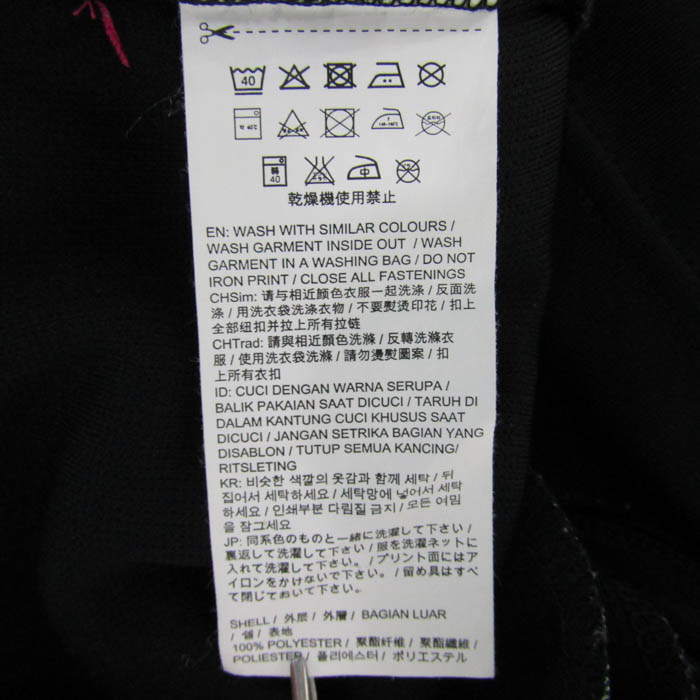 40
40
乾燥機使用禁止
EN: WASH WITH SIMILAR COLOURS /
WASH GARMENT INSIDE OUT / WASH
GARMENT IN A WASHING BAG / DO NOT
IRON PRINT / CLOSE ALL FASTENINGS
CHSim: 请与相近颜色衣服一起洗涤 / 反面洗
涤 / 用洗衣袋洗涤衣物 / 不要熨烫印花 / 扣上
全部纽扣并拉上所有拉链
CHTrad: 請與相近顏色洗滌 / 反轉洗滌衣
服 / 使用洗衣袋洗滌 / 請勿燙熨圖案 / 扣
上所有衣扣
ID: CUCI DENGAN WARNA SERUPA /
BALIK PAKAIAN SAAT DICUCI / TARUH DI
DALAM KANTUNG CUCI KHUSUS SAAT
DICUCI / JANGAN SETRIKA BAGIAN YANG
DISABLON / TUTUP SEMUA KANCING/
RITSLETING
KR: 비슷한 색깔의 옷감과 함께 세탁 / 뒤
집어서 세탁하세요 / 세탁망에 넣어서 세탁
하세요 / 인쇄부분 다림질 금지 / 모든 여밈
을 잠그세요
JP: 同系色のものと一緒に洗濯して下さい /
裏返して洗濯して下さい / 服を洗濯ネットに
入れて洗濯して下さい / プリント面にはア
イロンをかけないで下さい / 留め具はすべ
て閉じておいて下さい.
SHELL / 外层 / 外層 / BAGIAN LUAR
/ 쉘 / 表地
100% POLYESTER / 聚酯纤维 / 聚酯纖維 /
POLIESTER / 폴리에스터 / ポリエステル